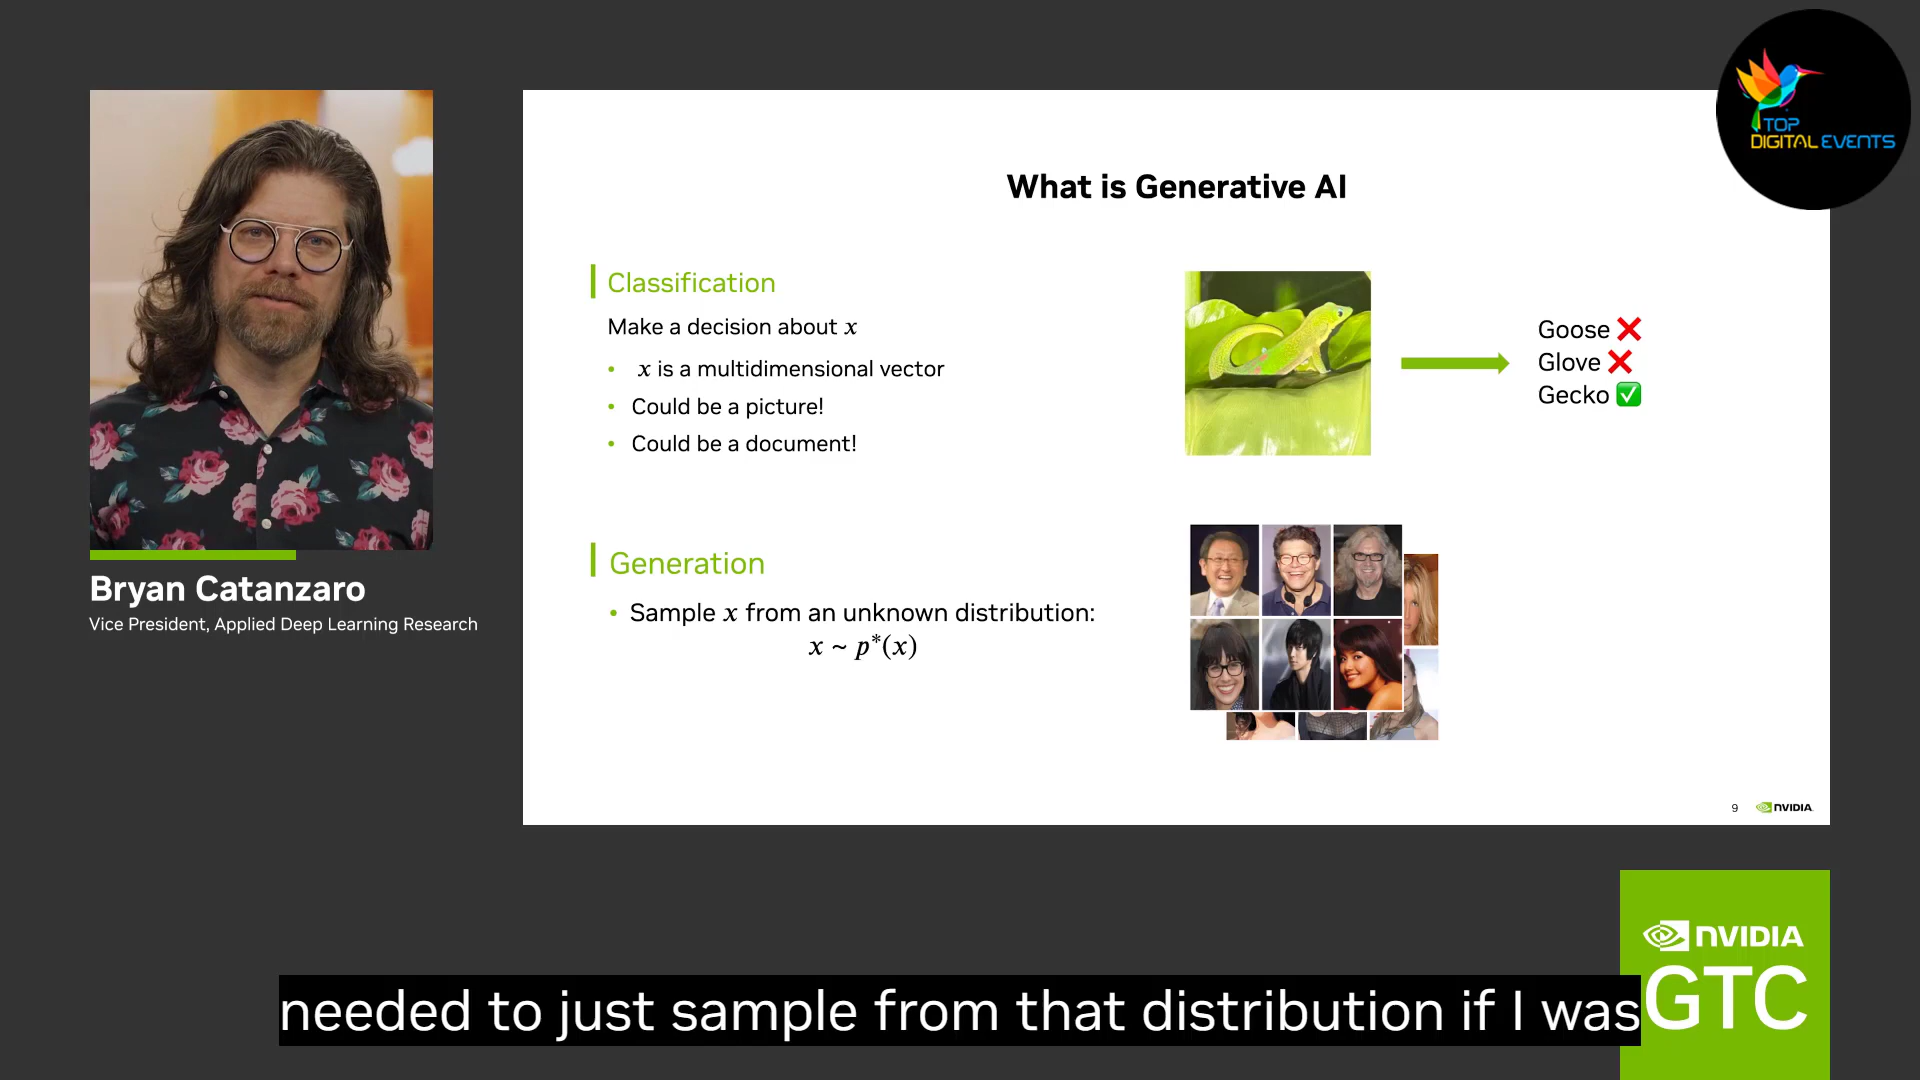 TOP
DIGITAL EVENTS
What is Generative AI
Classification
Make a decision about x
• x is a multidimensional vector
• Could be a picture!
• Could be a document!
Goose ❌
Glove ❌
Gecko ✅
Generation
• Sample x from an unknown distribution:
x ~ p*(x)
Bryan Catanzaro
Vice President, Applied Deep Learning Research
9
NVIDIA
NVIDIA
GTC
needed to just sample from that distribution if I was